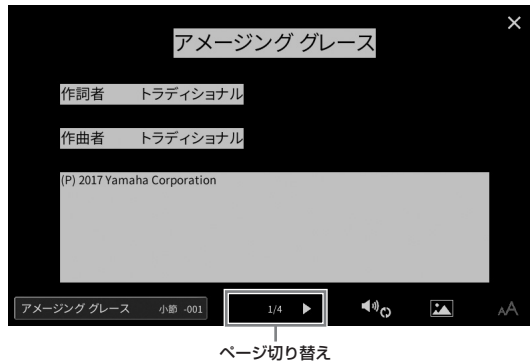 アメージング グレース
作詞者 トラディショナル
作曲者 トラディショナル
(P) 2017 Yamaha Corporation
アメージング グレース 小節 -001
1/4
AA
ページ切り替え